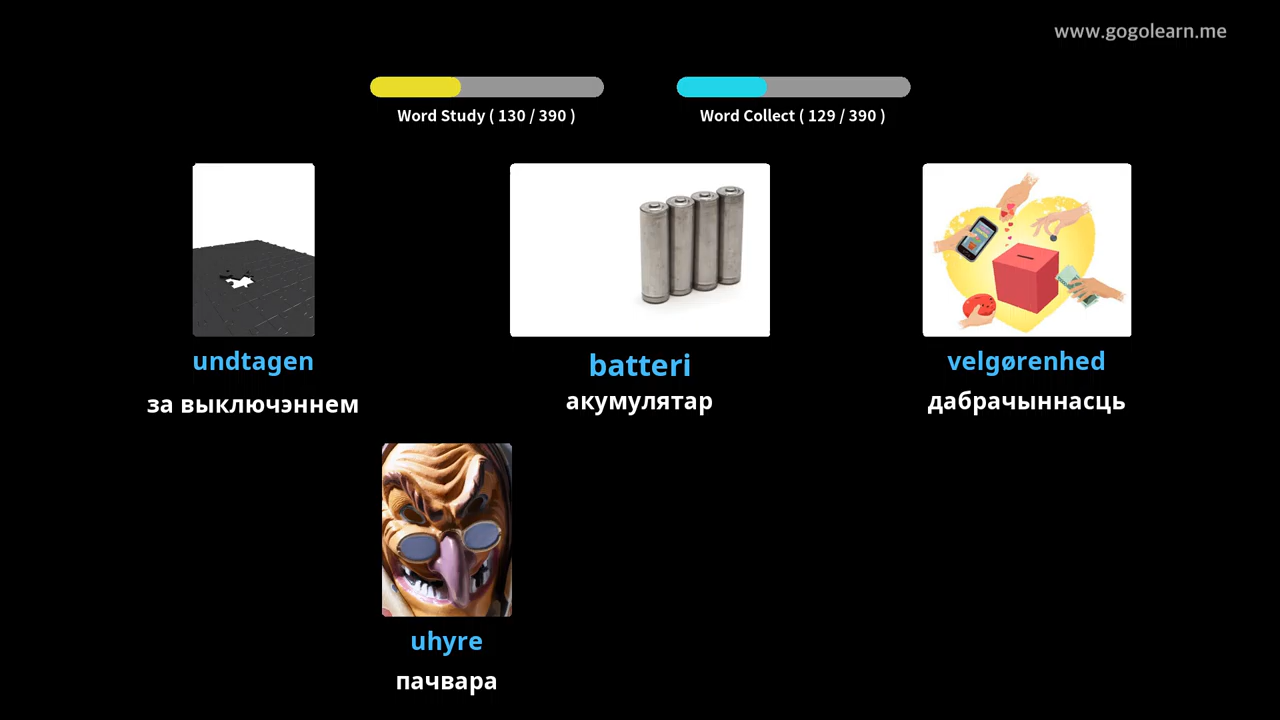 www.gogolearn.me
Word Study ( 130 / 390 )
Word Collect ( 129 / 390 )
undtagen
batteri
velgørenhed
за выключэннем
акумулятар
дабрачыннасць
uhyre
пачвара